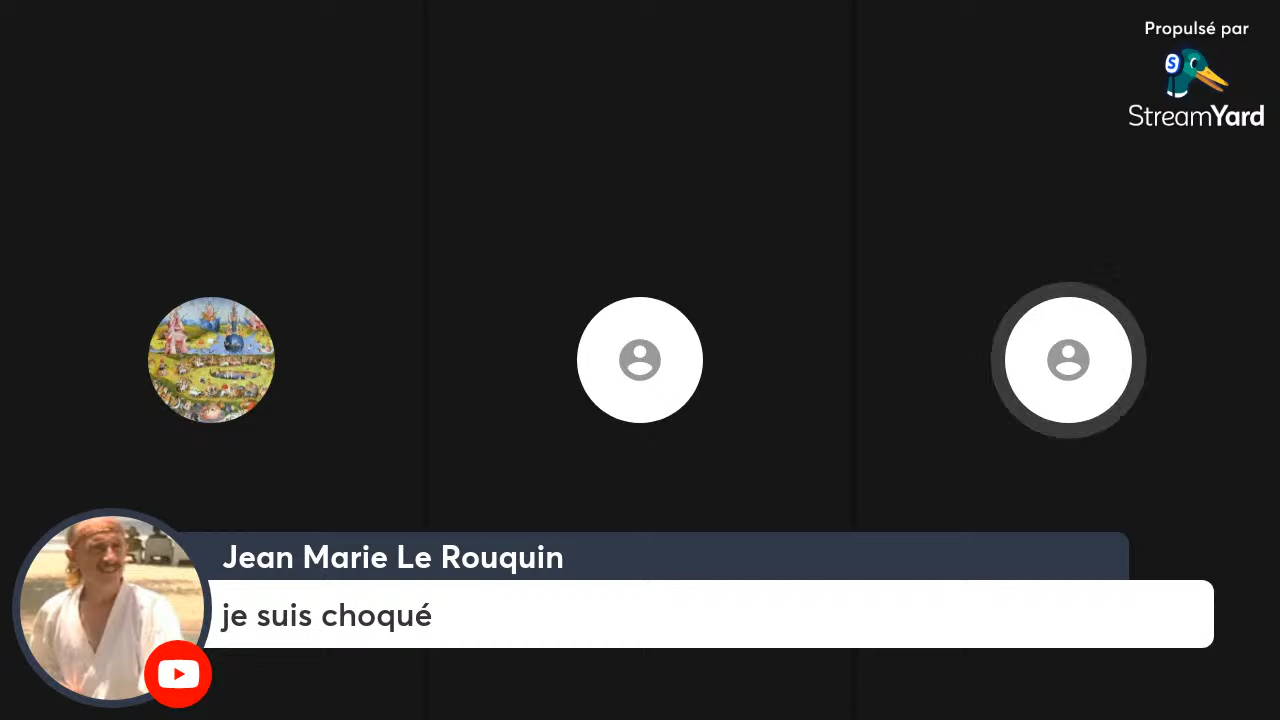 Propulsé par
S
StreamYard
Jean Marie Le Rouquin
je suis choqué